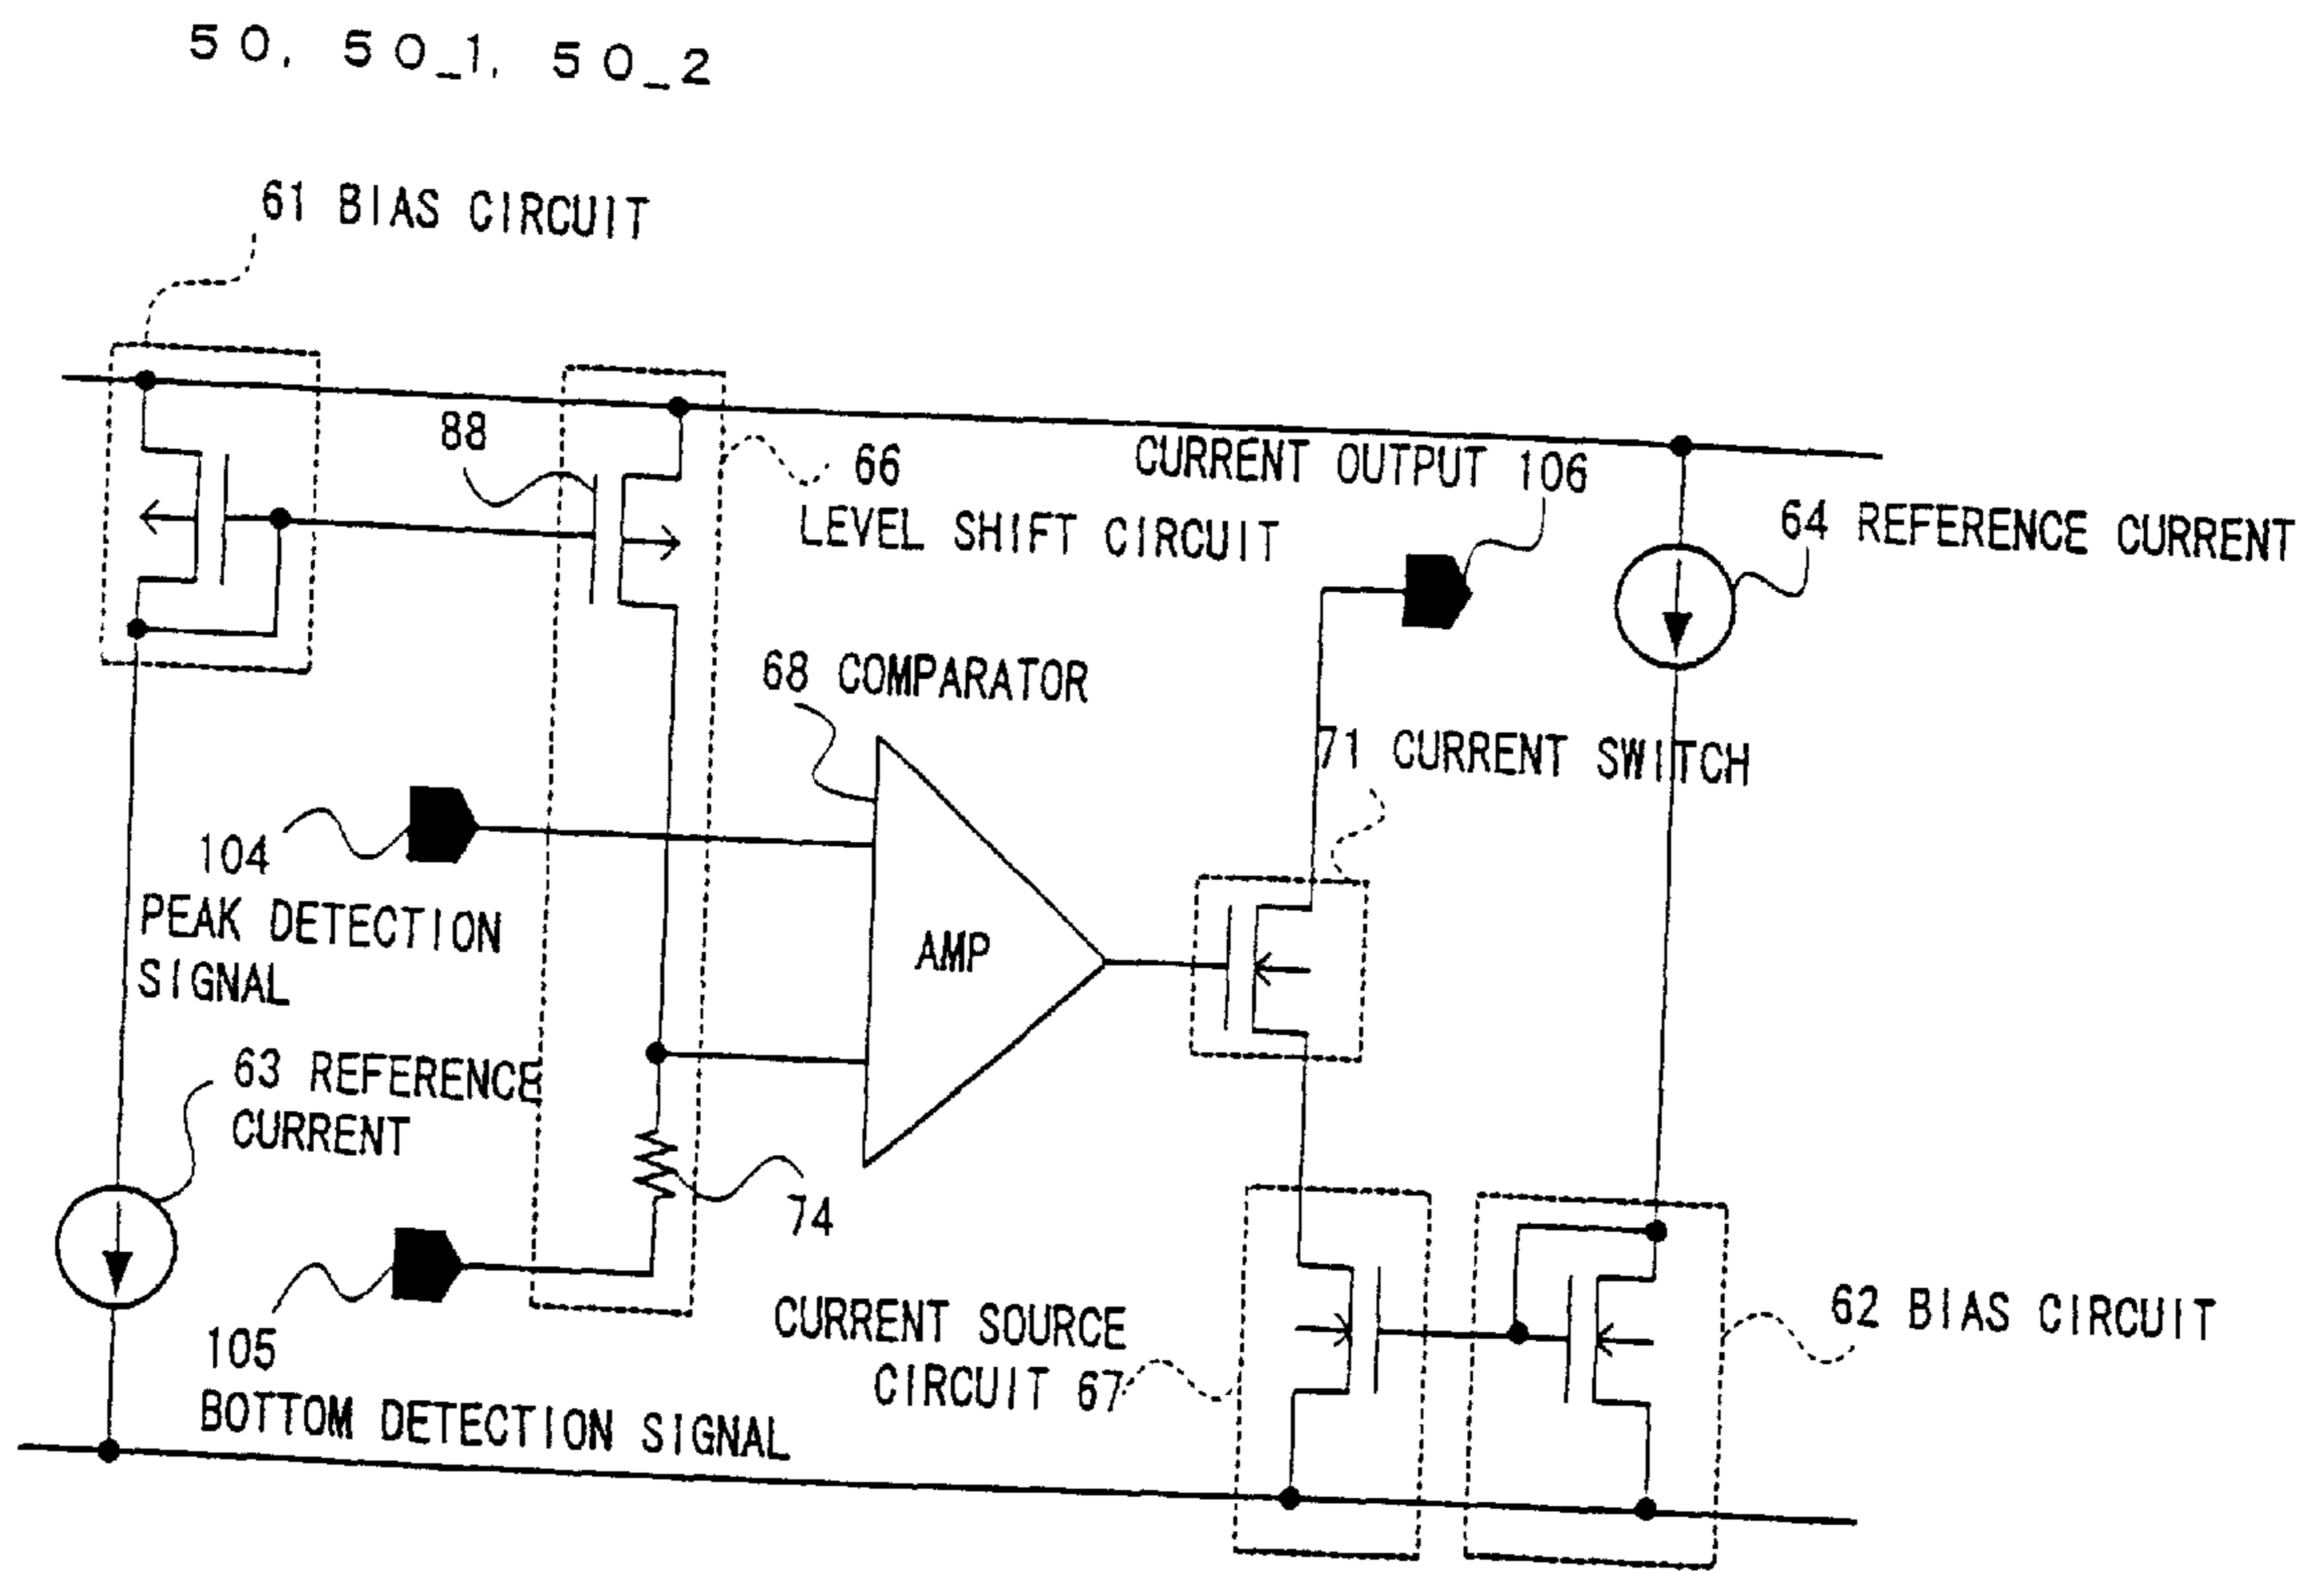 50, 50_1, 50_2
61 BIAS CIRCUIT
88
66
LEVEL SHIFT CIRCUIT
CURRENT OUTPUT 106
64 REFERENCE CURRENT
68 COMPARATOR
71 CURRENT SWITCH
104
PEAK DETECTION
SIGNAL
AMP
63 REFERENCE
CURRENT
74
105
BOTTOM DETECTION SIGNAL
CURRENT SOURCE
CIRCUIT 67
62 BIAS CIRCUIT